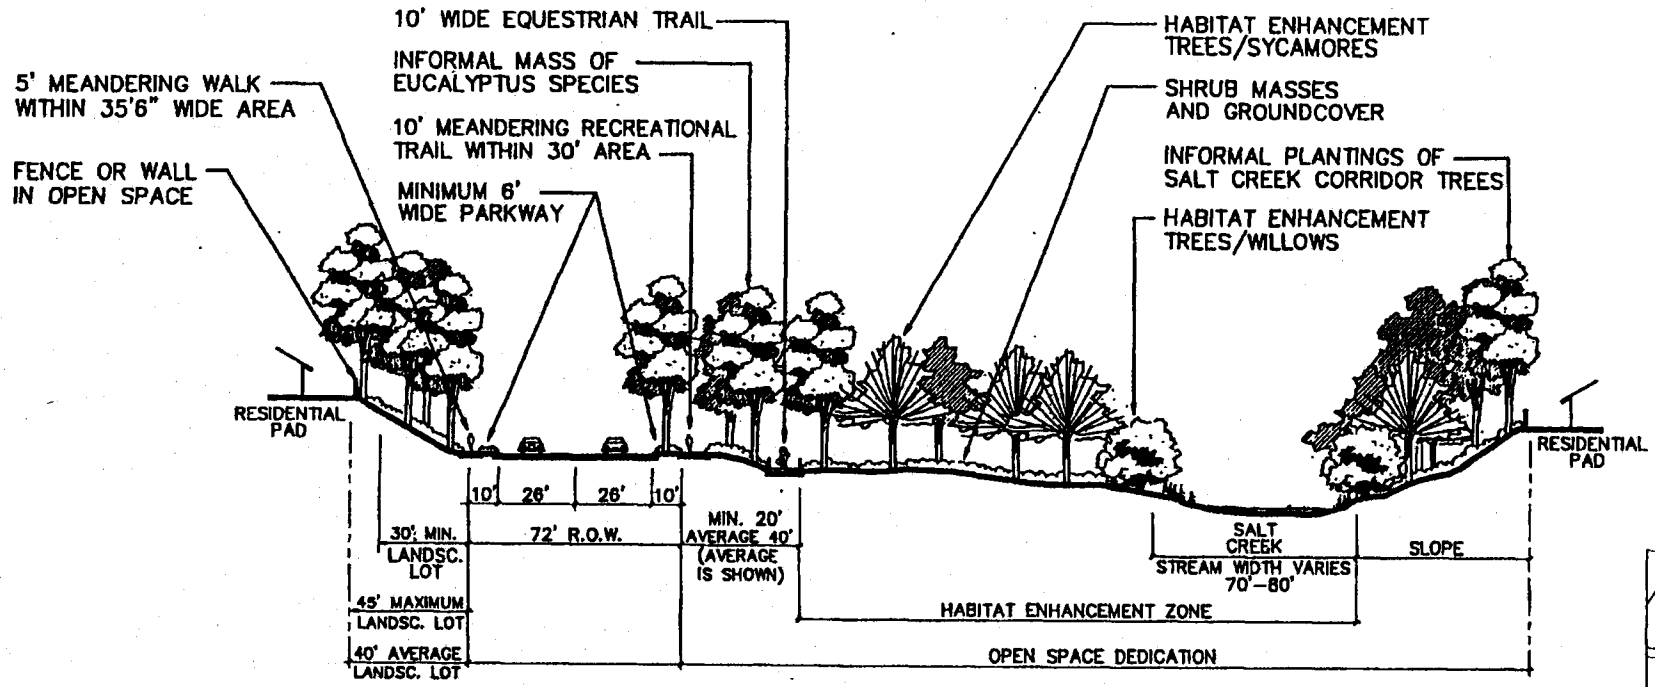 10' WIDE EQUESTRIAN TRAIL
INFORMAL MASS OF
EUCALYPTUS SPECIES
5' MEANDERING WALK
WITHIN 35'6" WIDE AREA
10' MEANDERING RECREATIONAL
TRAIL WITHIN 30' AREA
FENCE OR WALL
IN OPEN SPACE
MINIMUM 6'
WIDE PARKWAY
HABITAT ENHANCEMENT
TREES/SYCAMORES
SHRUB MASSES
AND GROUNDCOVER
INFORMAL PLANTINGS OF
SALT CREEK CORRIDOR TREES
HABITAT ENHANCEMENT
TREES/WILLOWS
RESIDENTIAL
PAD
RESIDENTIAL
PAD
10' 26' 26' 10'
30' MIN.
LANDSC.
LOT
72' R.O.W.
MIN. 20'
AVERAGE 40'
(AVERAGE
IS SHOWN)
SALT
CREEK
STREAM WIDTH VARIES
70'-80'
SLOPE
45' MAXIMUM
LANDSC. LOT
HABITAT ENHANCEMENT ZONE
40' AVERAGE
LANDSC. LOT
OPEN SPACE DEDICATION